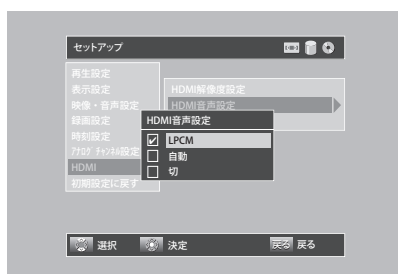 セットアップ
再生設定
表示設定
映像・音声設定
録画設定
時刻設定
ｱﾅﾛｸﾞ ﾁｬﾝﾈﾙ設定
HDMI
初期設定に戻す
HDMI解像度設定
HDMI音声設定
HDMI音声設定
LPCM
自動
切
選択
決定
戻る 戻る